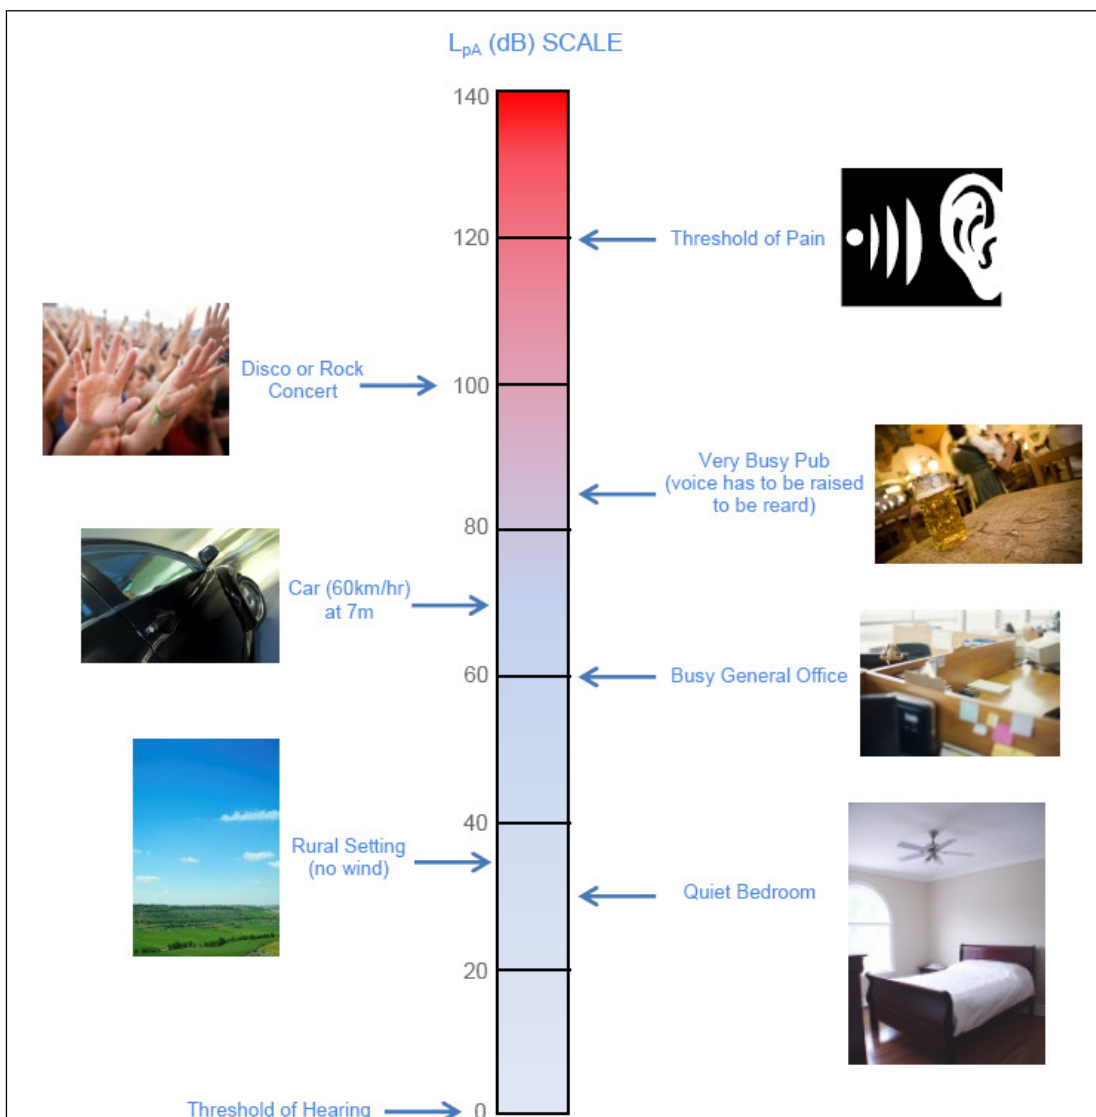 LpA (dB) SCALE
140
120
Threshold of Pain
Disco or Rock
Concert
100
Very Busy Pub
(voice has to be raised
to be reard)
80
Car (60km/hr)
at 7m
60
Busy General Office
40
Rural Setting
(no wind)
Quiet Bedroom
20
Threshold of Hearing
0